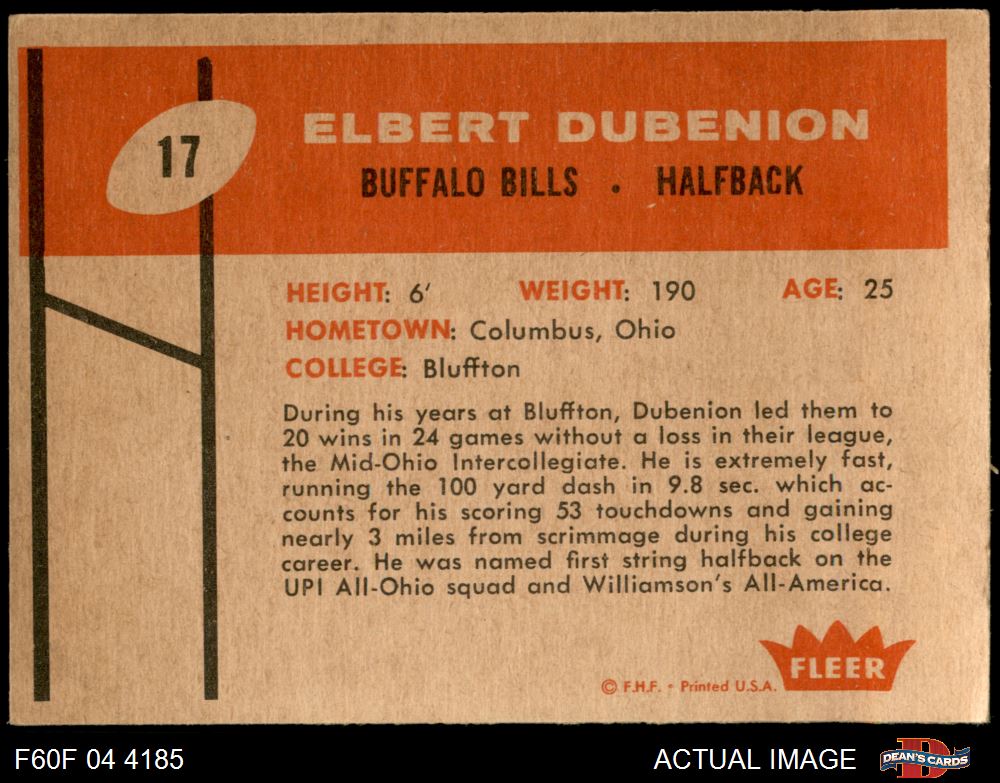 17
ELBERT DUBENION
BUFFALO BILLS • HALFBACK
HEIGHT: 6' WEIGHT: 190 AGE: 25
HOMETOWN: Columbus, Ohio
COLLEGE: Bluffton
During his years at Bluffton, Dubenion led them to
20 wins in 24 games without a loss in their league,
the Mid-Ohio Intercollegiate. He is extremely fast,
running the 100 yard dash in 9.8 sec. which ac-
counts for his scoring 53 touchdowns and gaining
nearly 3 miles from scrimmage during his college
career. He was named first string halfback on the
UPI All-Ohio squad and Williamson's All-America.
FLEER
© F.H.F. • Printed U.S.A.
F60F 04 4185 ACTUAL IMAGE D DEAN'S CARDS